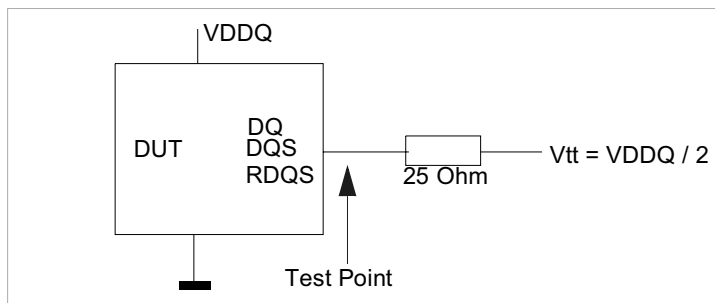 VDDQ
DUT
DQ
DQS
RDQS
25 Ohm
Vtt = VDDQ / 2
Test Point